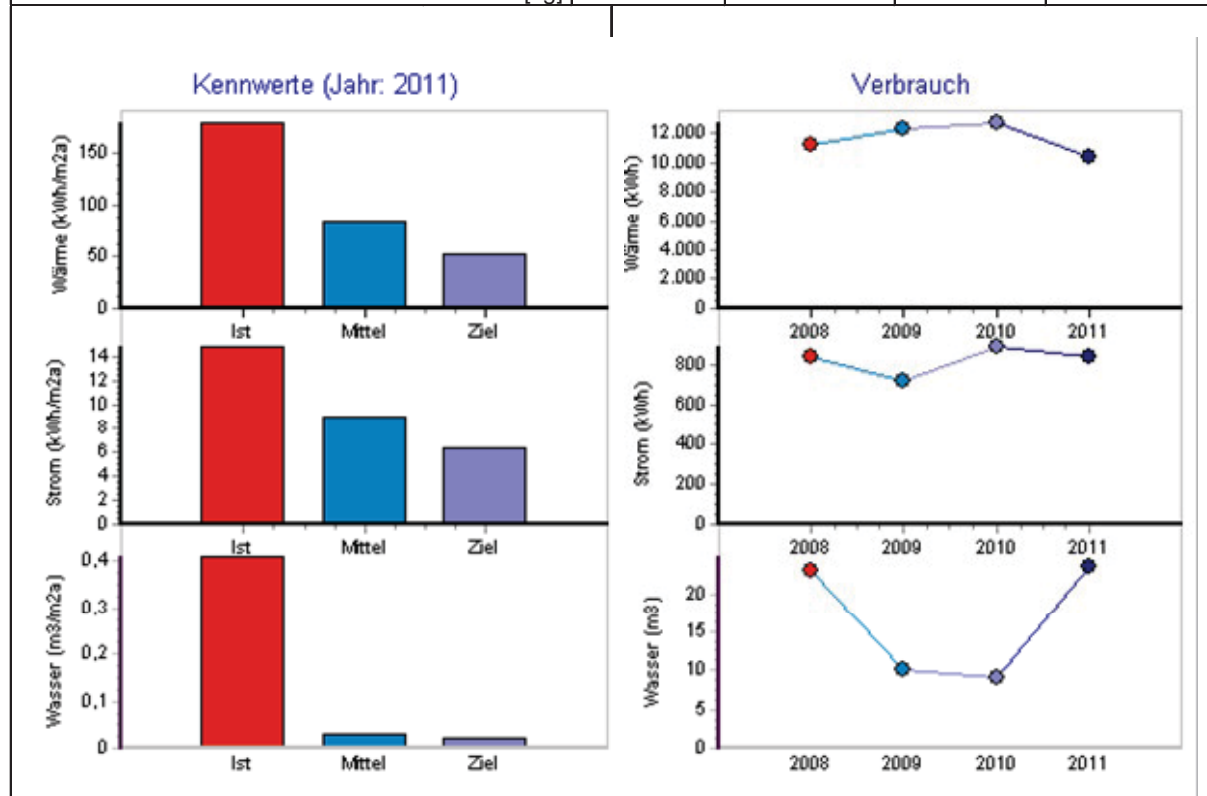 Kennwerte (Jahr: 2011)
Wärme (kWh/m2a)
150
100
50
0
Ist Mittel Ziel
Strom (kWh/m2a)
14
12
10
8
6
4
2
0
Ist Mittel Ziel
Wasser (m3/m2a)
0,4
0,3
0,2
0,1
0
Ist Mittel Ziel
Verbrauch
Wärme (kWh)
12.000
10.000
8.000
6.000
4.000
2.000
0
2008 2009 2010 2011
Strom (kWh)
800
600
400
200
0
2008 2009 2010 2011
Wasser (m3)
20
15
10
5
0
2008 2009 2010 2011